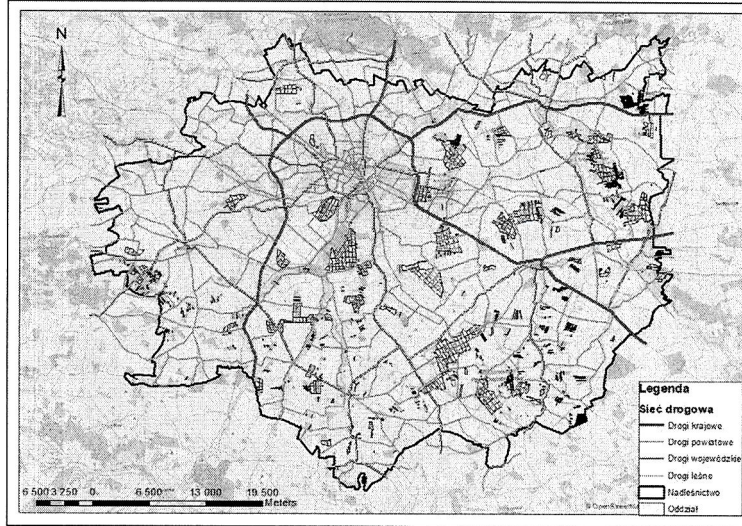 N
Legenda
Sieć drogowa
Drogi krajowe
Drogi powiatowe
Drogi wojewódzkie
Drogi leśne
Nadleśnictwo
Oddział
6 500 3 250 0 6 500 13 000 19 500
Meters